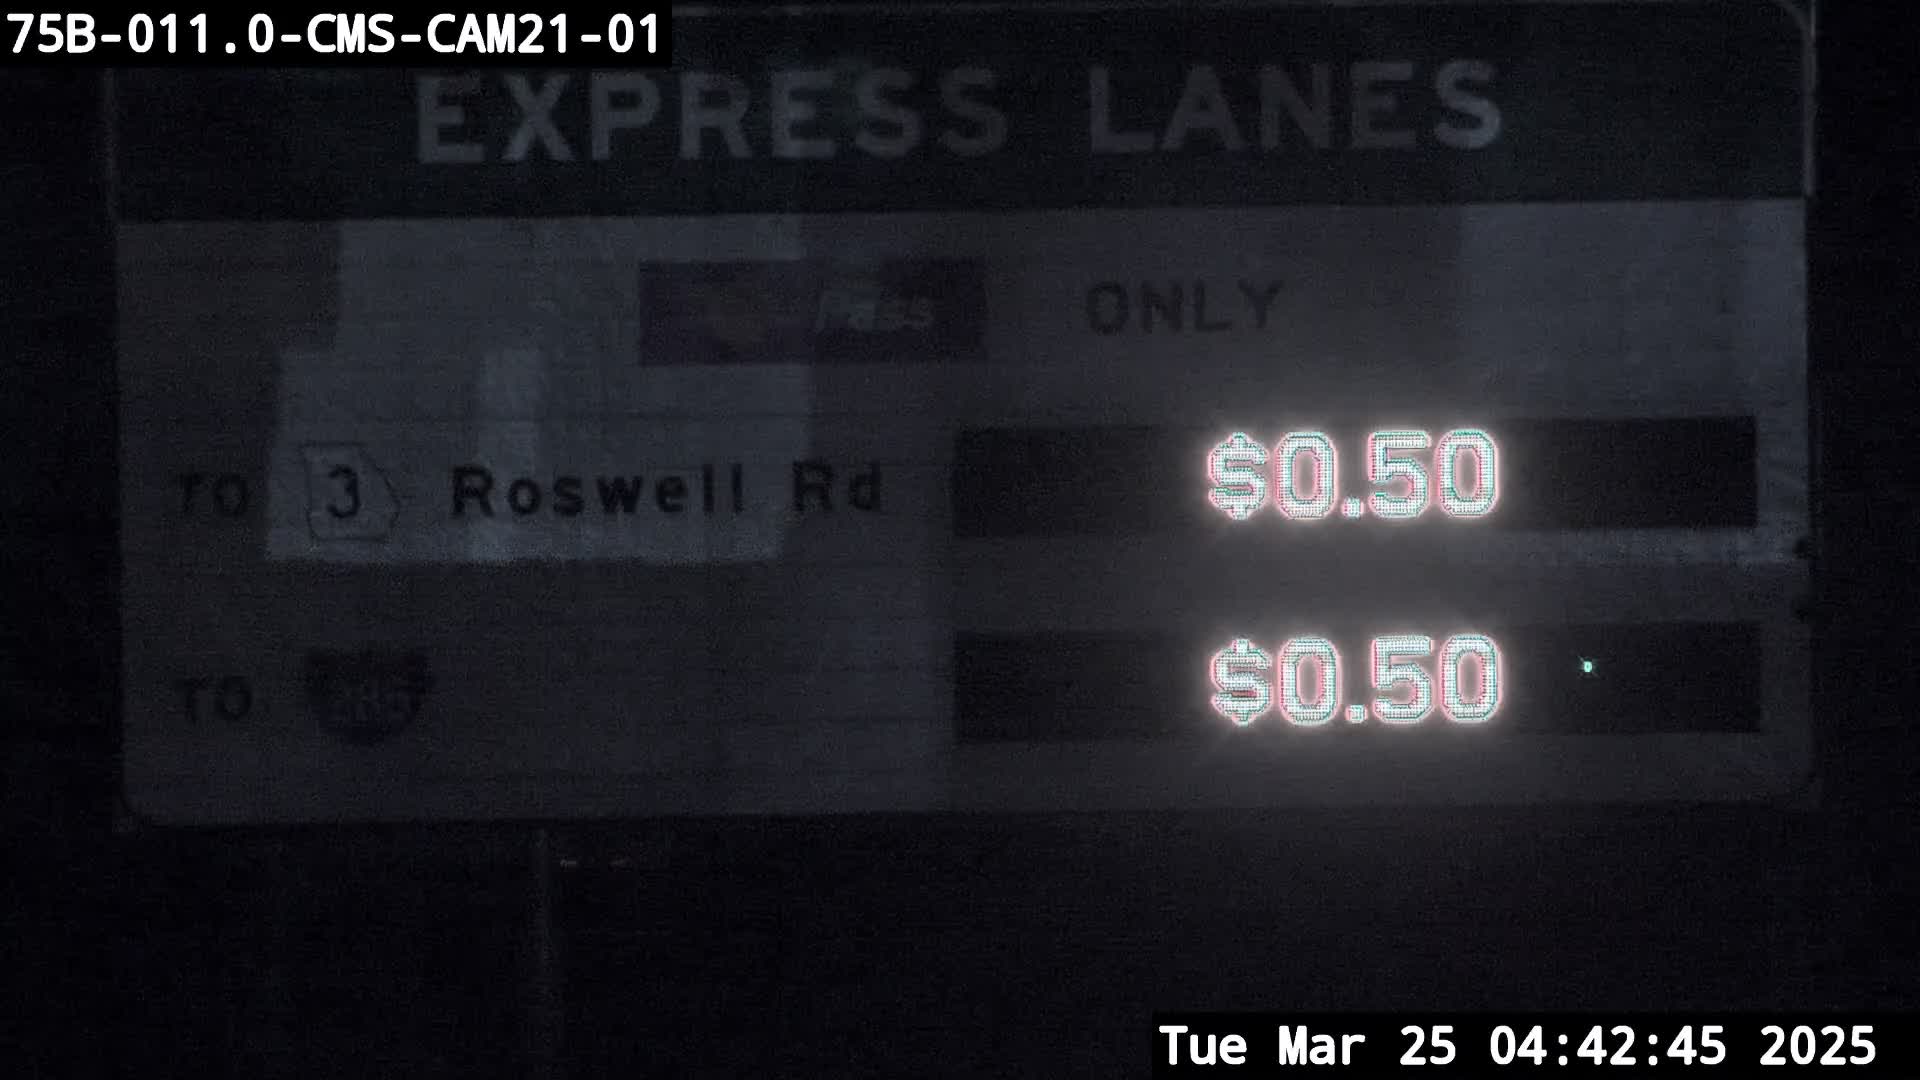 75B-011.0-CMS-CAM21-01
EXPRESS LANES
Pass ONLY
TO 3 Roswell Rd $0.50
TO $0.50
Tue Mar 25 04:42:45 2025